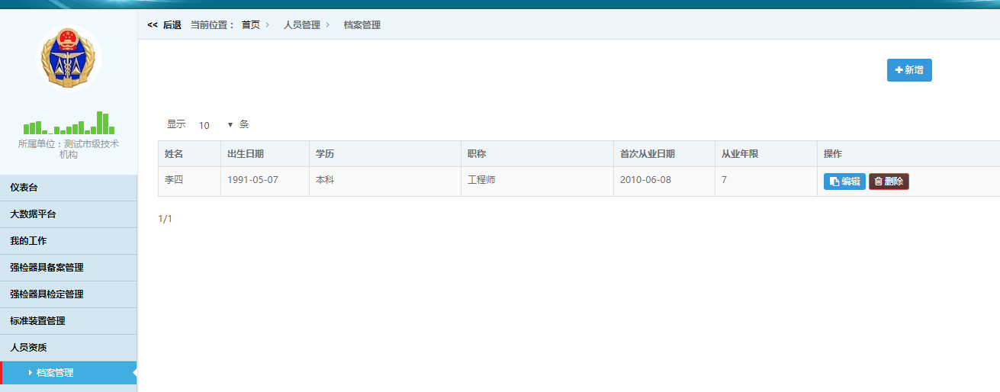 << 后退 当前位置： 首页 > 人员管理 > 档案管理
新增
所属单位：测试市级技术
机构
仪表台
大数据平台
我的工作
强检器具备案管理
强检器具检定管理
标准装置管理
人员资质
档案管理
显示 10 条
姓名 出生日期 学历 职称 首次从业日期 从业年限 操作
李四 1991-05-07 本科 工程师 2010-06-08 7 编辑 删除
1/1